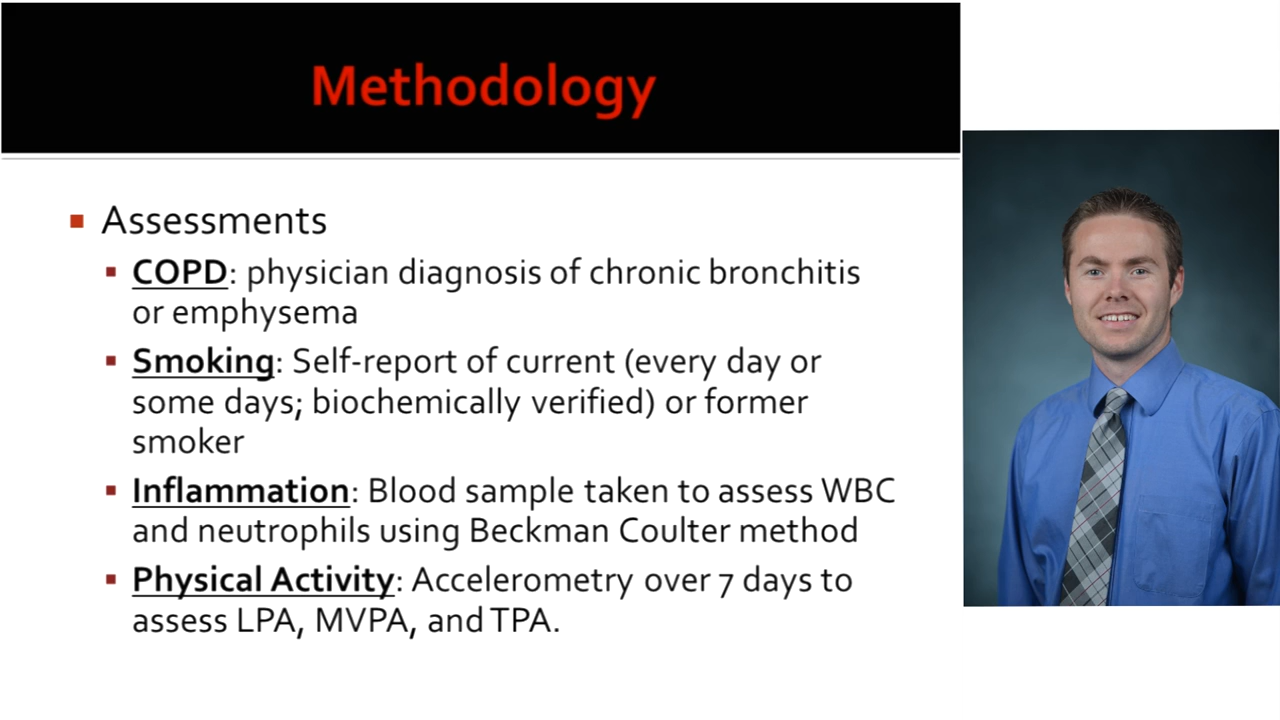 Methodology
Assessments
COPD: physician diagnosis of chronic bronchitis
or emphysema
Smoking: Self-report of current (every day or
some days; biochemically verified) or former
smoker
Inflammation: Blood sample taken to assess WBC
and neutrophils using Beckman Coulter method
Physical Activity: Accelerometry over 7 days to
assess LPA, MVPA, and TPA.